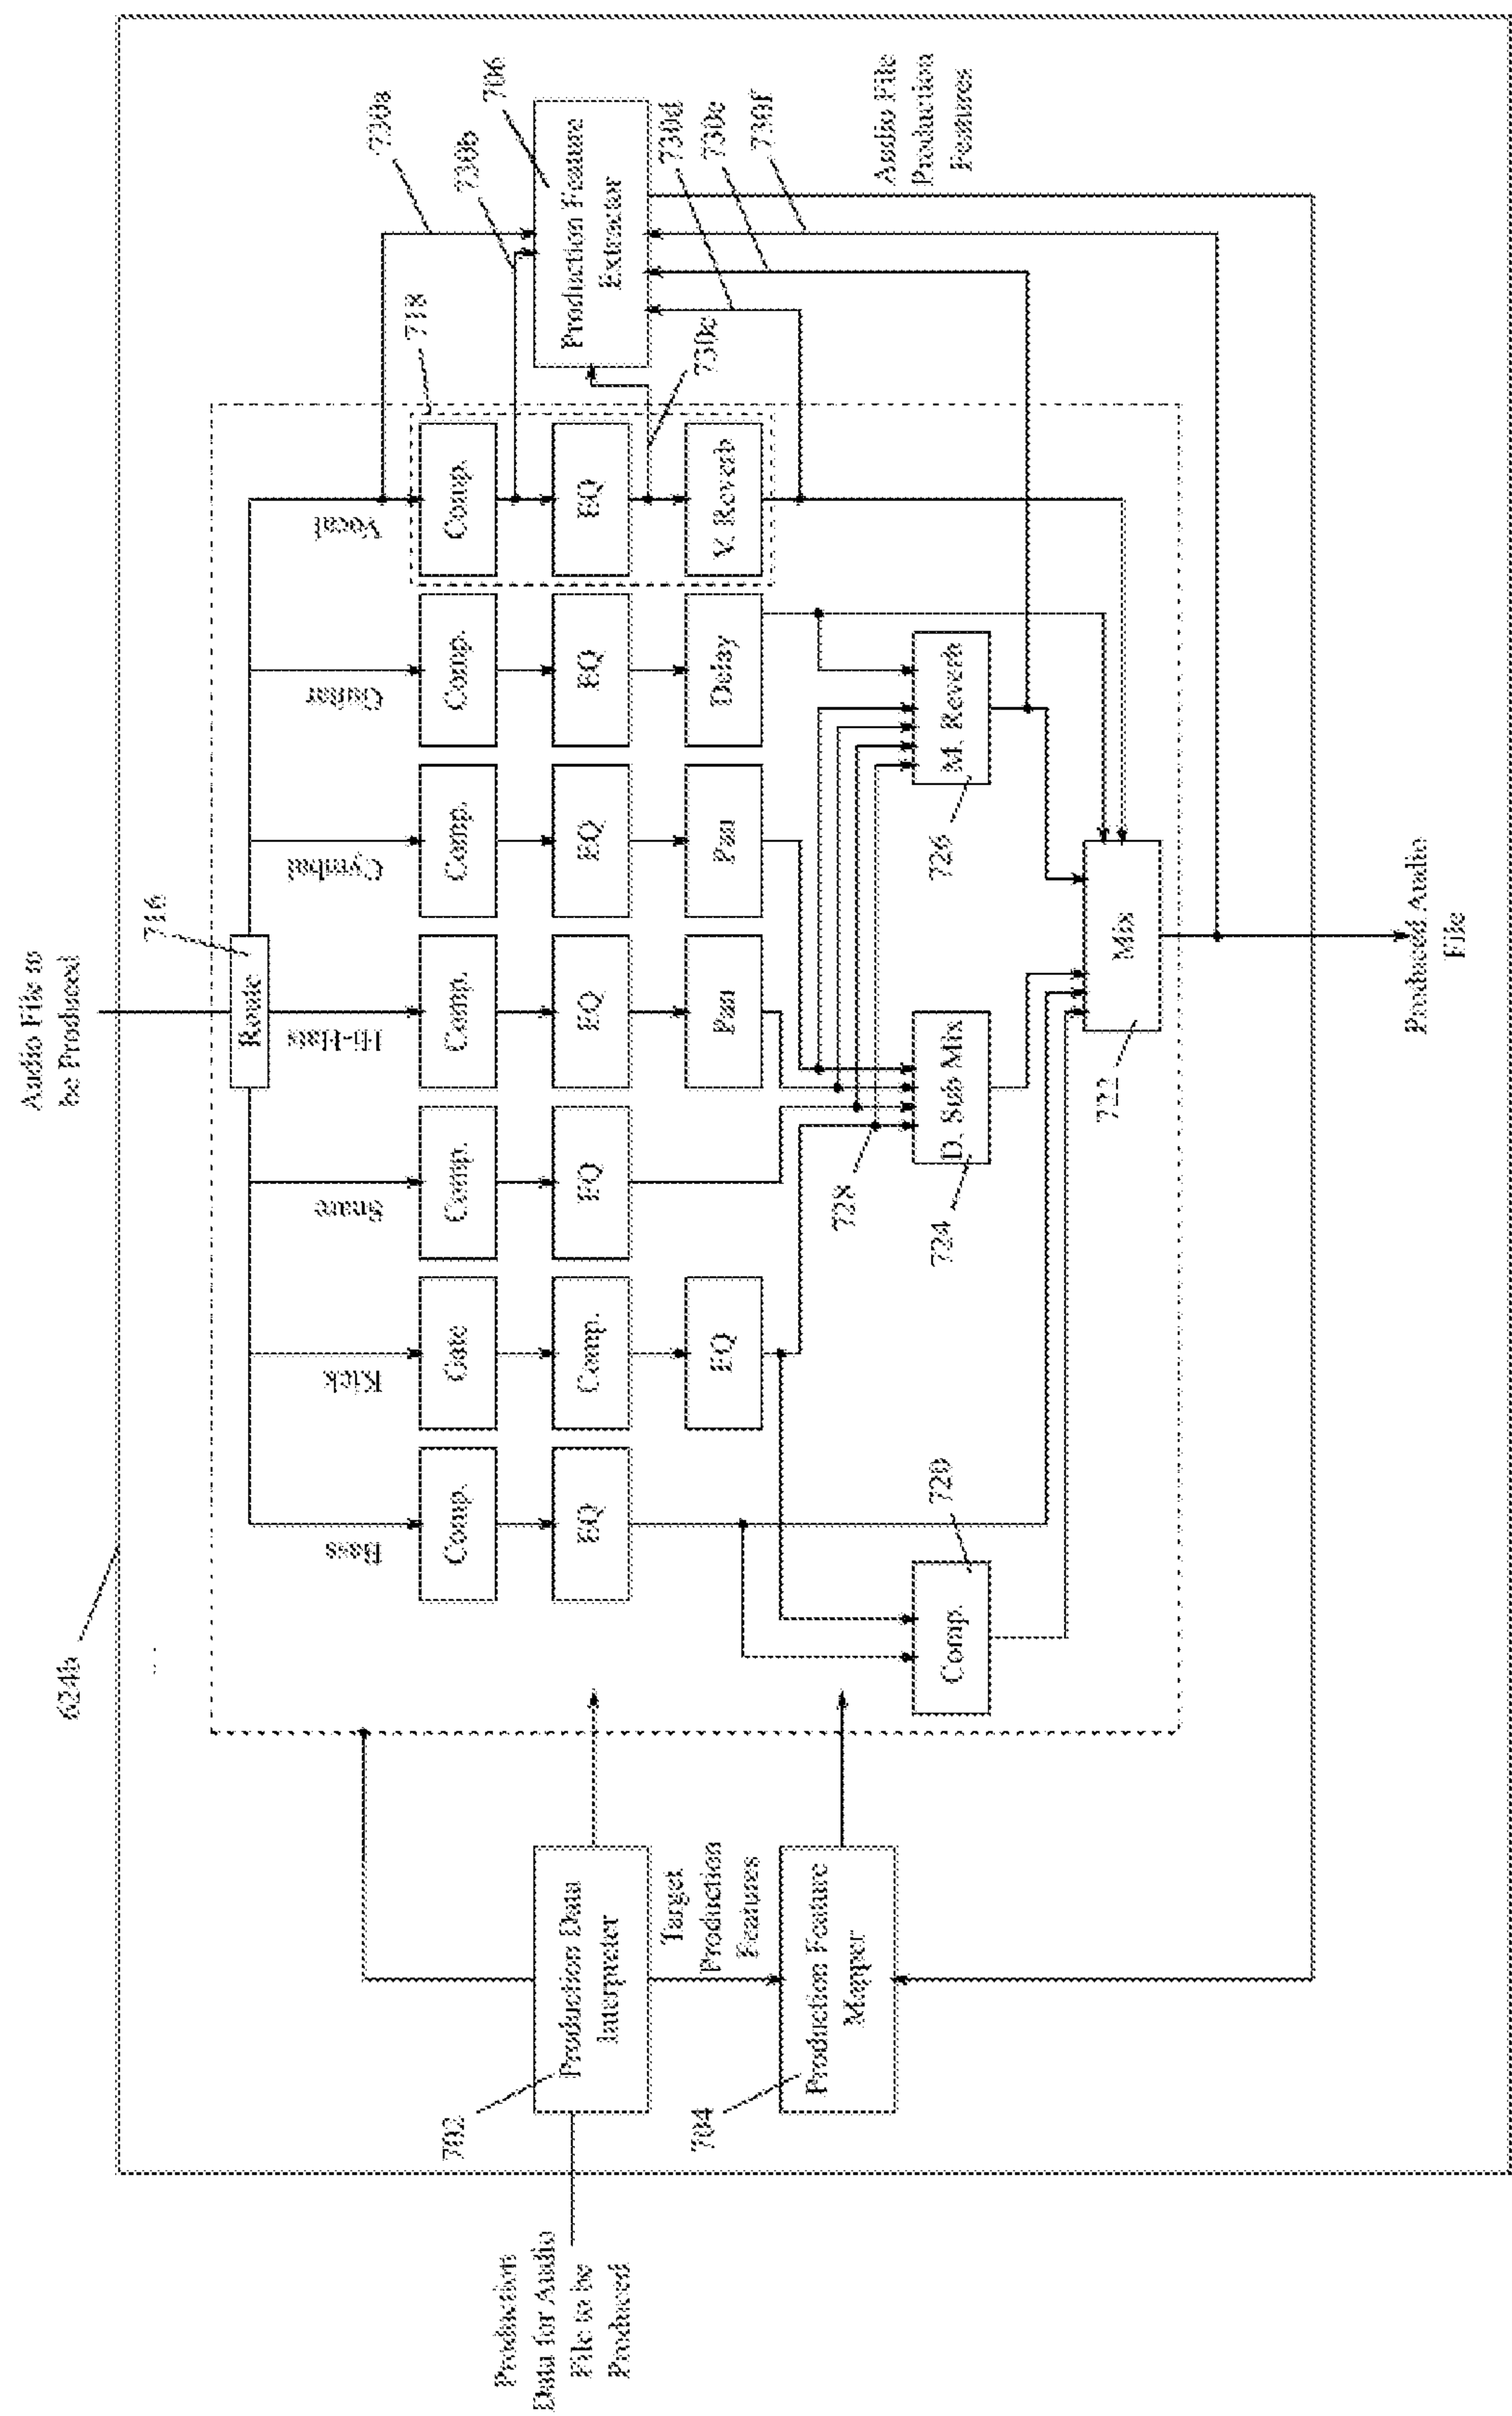 Audio File to
be Produced
624b
716
Route
Bass
Kick
Snare
Hi-Hats
Cymbal
Guitar
Vocal
718
730a
730b
706
Comp.
Gate
Comp.
Comp.
Comp.
Comp.
Comp.
Production
Data for Audio
File to be
Produced
702
Production Data
Interpreter
EQ
Comp.
EQ
EQ
EQ
EQ
EQ
Production Feature
Extractor
Target
Production
Features
EQ
Pan
Pan
Delay
V. Reverb
730c
730d
730e
730f
Audio File
Production
Features
704
Production Feature
Mapper
728
720
Comp.
724
D. Sub Mix
726
M. Reverb
722
Mix
Produced Audio
File